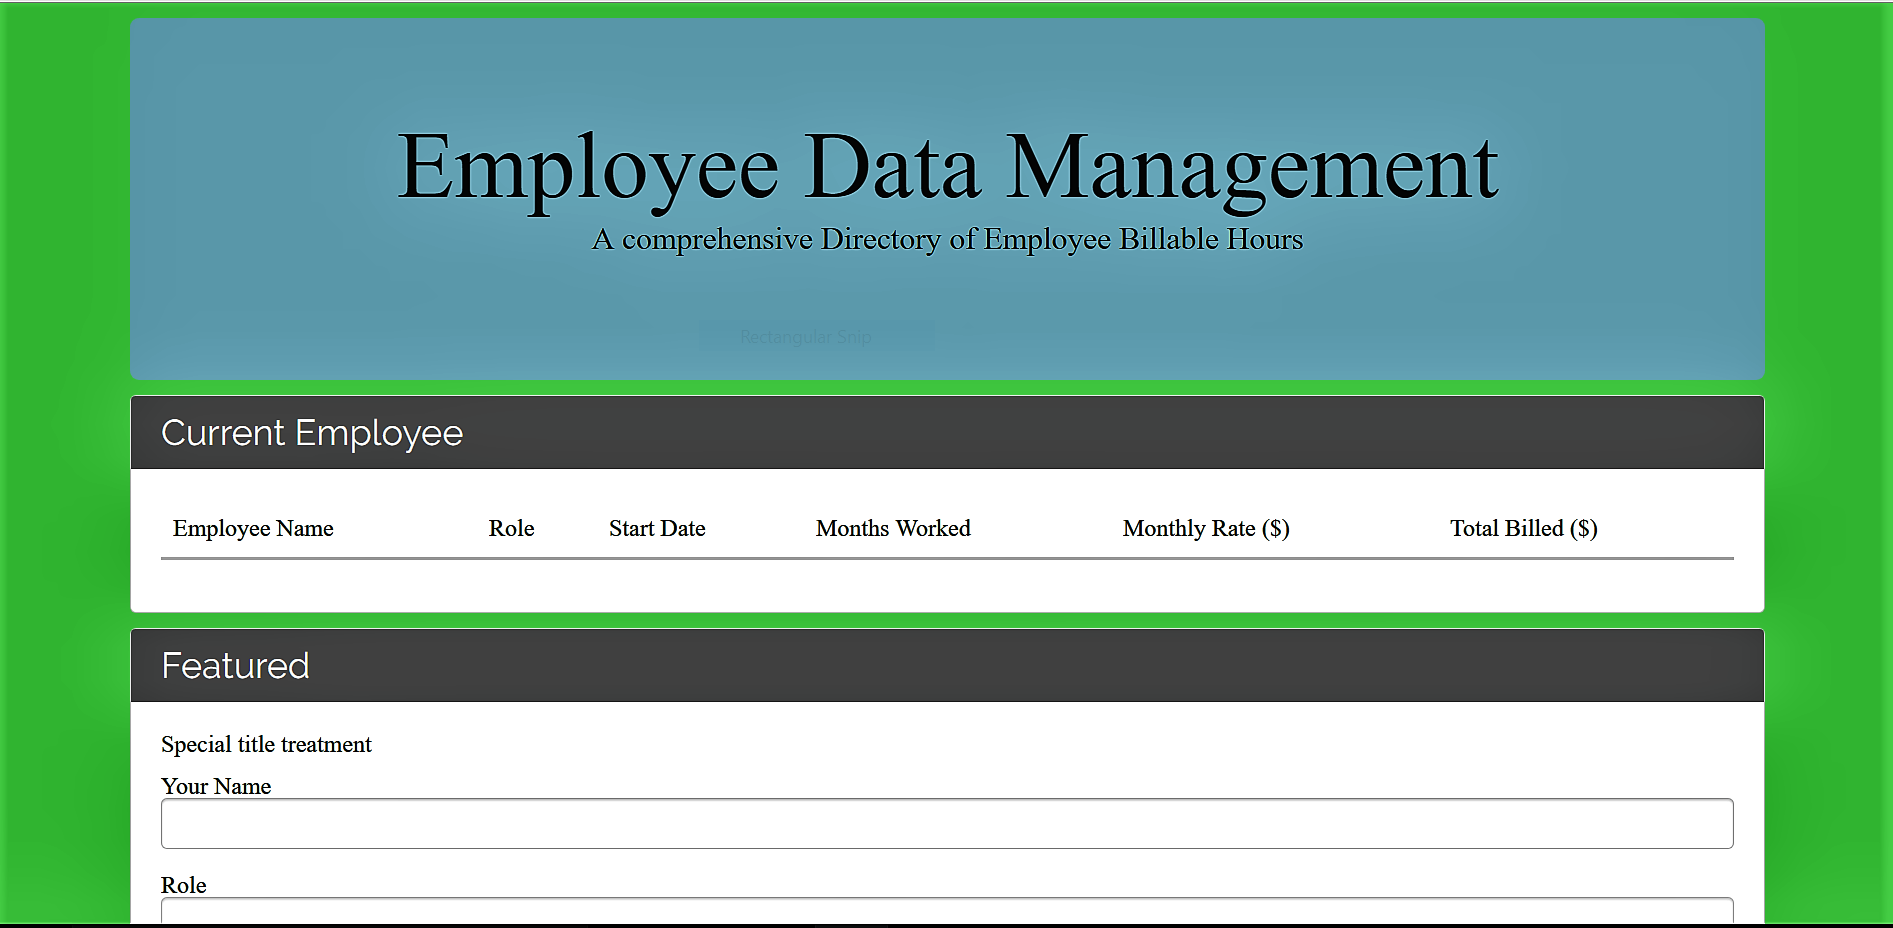 Employee Data Management
A comprehensive Directory of Employee Billable Hours
Rectangular Snip
Current Employee
Employee Name Role Start Date Months Worked Monthly Rate ($) Total Billed ($)
Featured
Special title treatment
Your Name
Role